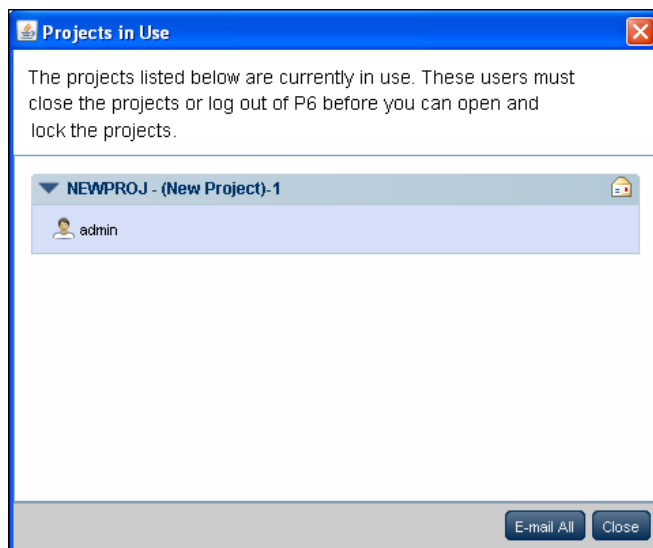 Projects in Use
The projects listed below are currently in use. These users must
close the projects or log out of P6 before you can open and
lock the projects.
NEWPROJ - (New Project)-1
admin
E-mail All
Close